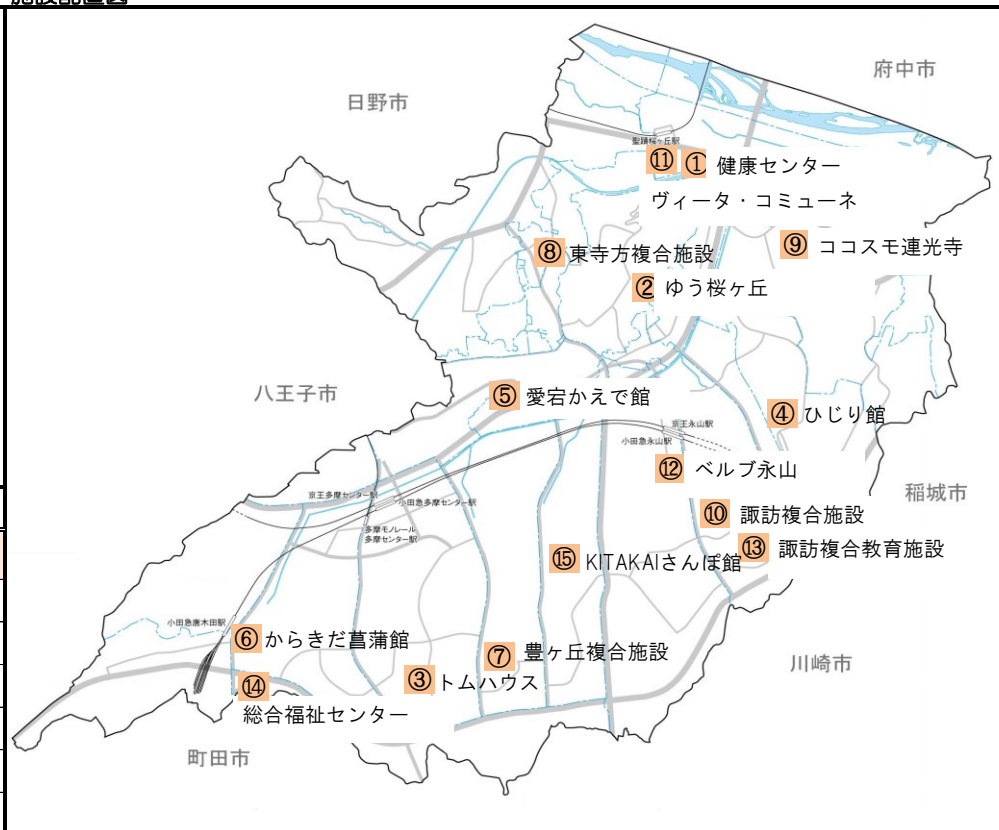 施設配置図
府中市
日野市
聖蹟桜ヶ丘駅
⑪ ① 健康センター
ヴィータ・コミューネ
⑨ ココスモ連光寺
⑧ 東寺方複合施設
② ゆう桜ヶ丘
八王子市
⑤ 愛宕かえで館
④ ひじり館
京王永山駅
小田急永山駅
⑫ ベルブ永山
稲城市
京王多摩センター駅
小田急多摩センター駅
⑩ 諏訪複合施設
多摩モノレール
多摩センター駅
⑬ 諏訪複合教育施設
⑮ KITAKAIさんぽ館
小田急唐木田駅
⑥ からきだ菖蒲館
⑦ 豊ヶ丘複合施設
川崎市
③ トムハウス
⑭
総合福祉センター
町田市